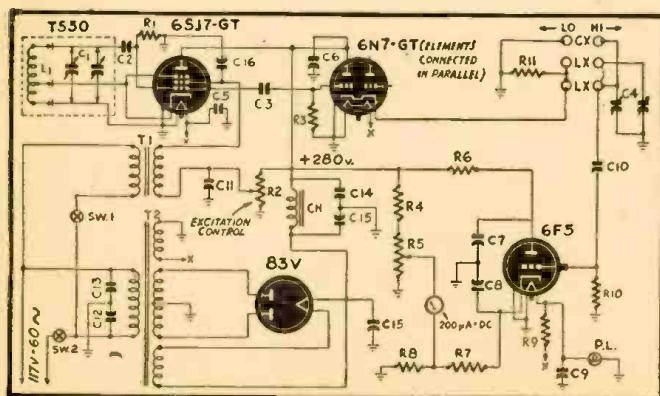 TS30
R1
6SJ7-GT
C6
6N7-GT (ELEMENTS
CONNECTED
IN PARALLEL)
LO HI
CX
LX
LX
L1
C1
C2
C16
C5
C3
R3
X
R11
C4
T1
C11
R2
EXCITATION
CONTROL
+280v.
R6
C10
CH
C14
C15
R4
R5
C7
C8
6F5
R10
SW.1
T2
X
83V
C13
C12
C15
200μA-DC
R9
X
P.L.
C9
117V-60~
SW.2
R8
R7